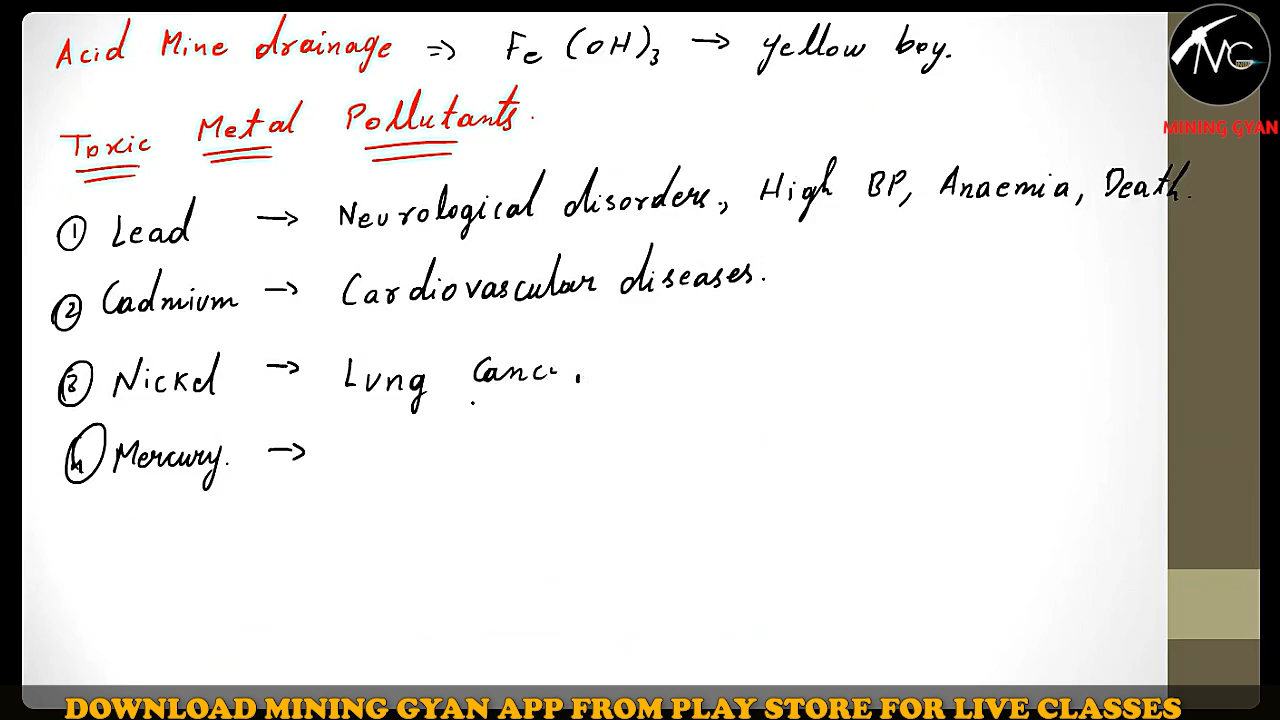 Acid Mine drainage => Fe (OH)3 → yellow boy.
Toxic Metal Pollutants.
① Lead → Neurological disorders, High BP, Anaemia, Death.
② Cadmium → Cardiovascular diseases.
③ Nickel → Lung Canc
④ Mercury. →
MG
MINING GYAN
DOWNLOAD MINING GYAN APP FROM PLAY STORE FOR LIVE CLASSES